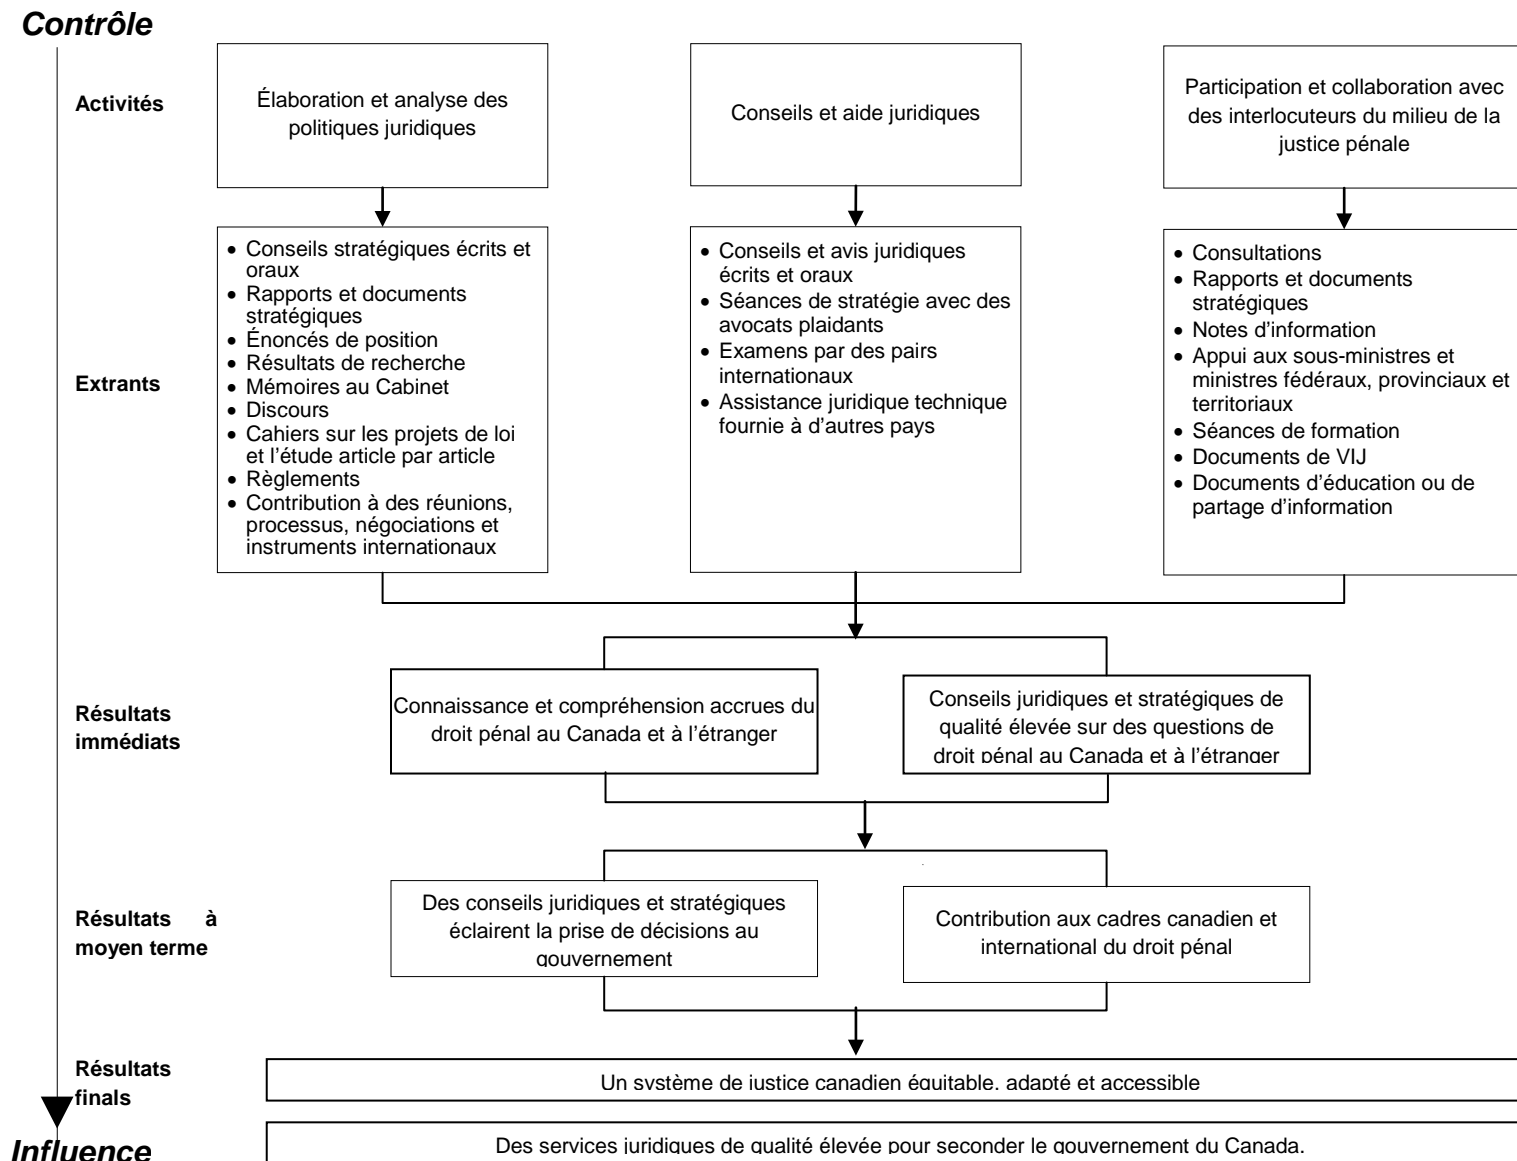 Contrôle
Activités
Élaboration et analyse des
politiques juridiques
Conseils et aide juridiques
Participation et collaboration avec
des interlocuteurs du milieu de la
justice pénale
Extrants
• Conseils stratégiques écrits et
oraux
• Rapports et documents
stratégiques
• Énoncés de position
• Résultats de recherche
• Mémoires au Cabinet
• Discours
• Cahiers sur les projets de loi
et l'étude article par article
• Règlements
• Contribution à des réunions,
processus, négociations et
instruments internationaux
• Conseils et avis juridiques
écrits et oraux
• Séances de stratégie avec des
avocats plaidants
• Examens par des pairs
internationaux
• Assistance juridique technique
fournie à d'autres pays
• Consultations
• Rapports et documents
stratégiques
• Notes d'information
• Appui aux sous-ministres et
ministres fédéraux, provinciaux et
territoriaux
• Séances de formation
• Documents de VIJ
• Documents d'éducation ou de
partage d'information
Résultats
immédiats
Connaissance et compréhension accrues du
droit pénal au Canada et à l'étranger
Conseils juridiques et stratégiques de
qualité élevée sur des questions de
droit pénal au Canada et à l'étranger
Résultats à
moyen terme
Des conseils juridiques et stratégiques
éclairent la prise de décisions au
gouvernement
Contribution aux cadres canadien et
international du droit pénal
Résultats
finals
Un système de justice canadien équitable, adapté et accessible
Influence
Des services juridiques de qualité élevée pour seconder le gouvernement du Canada.